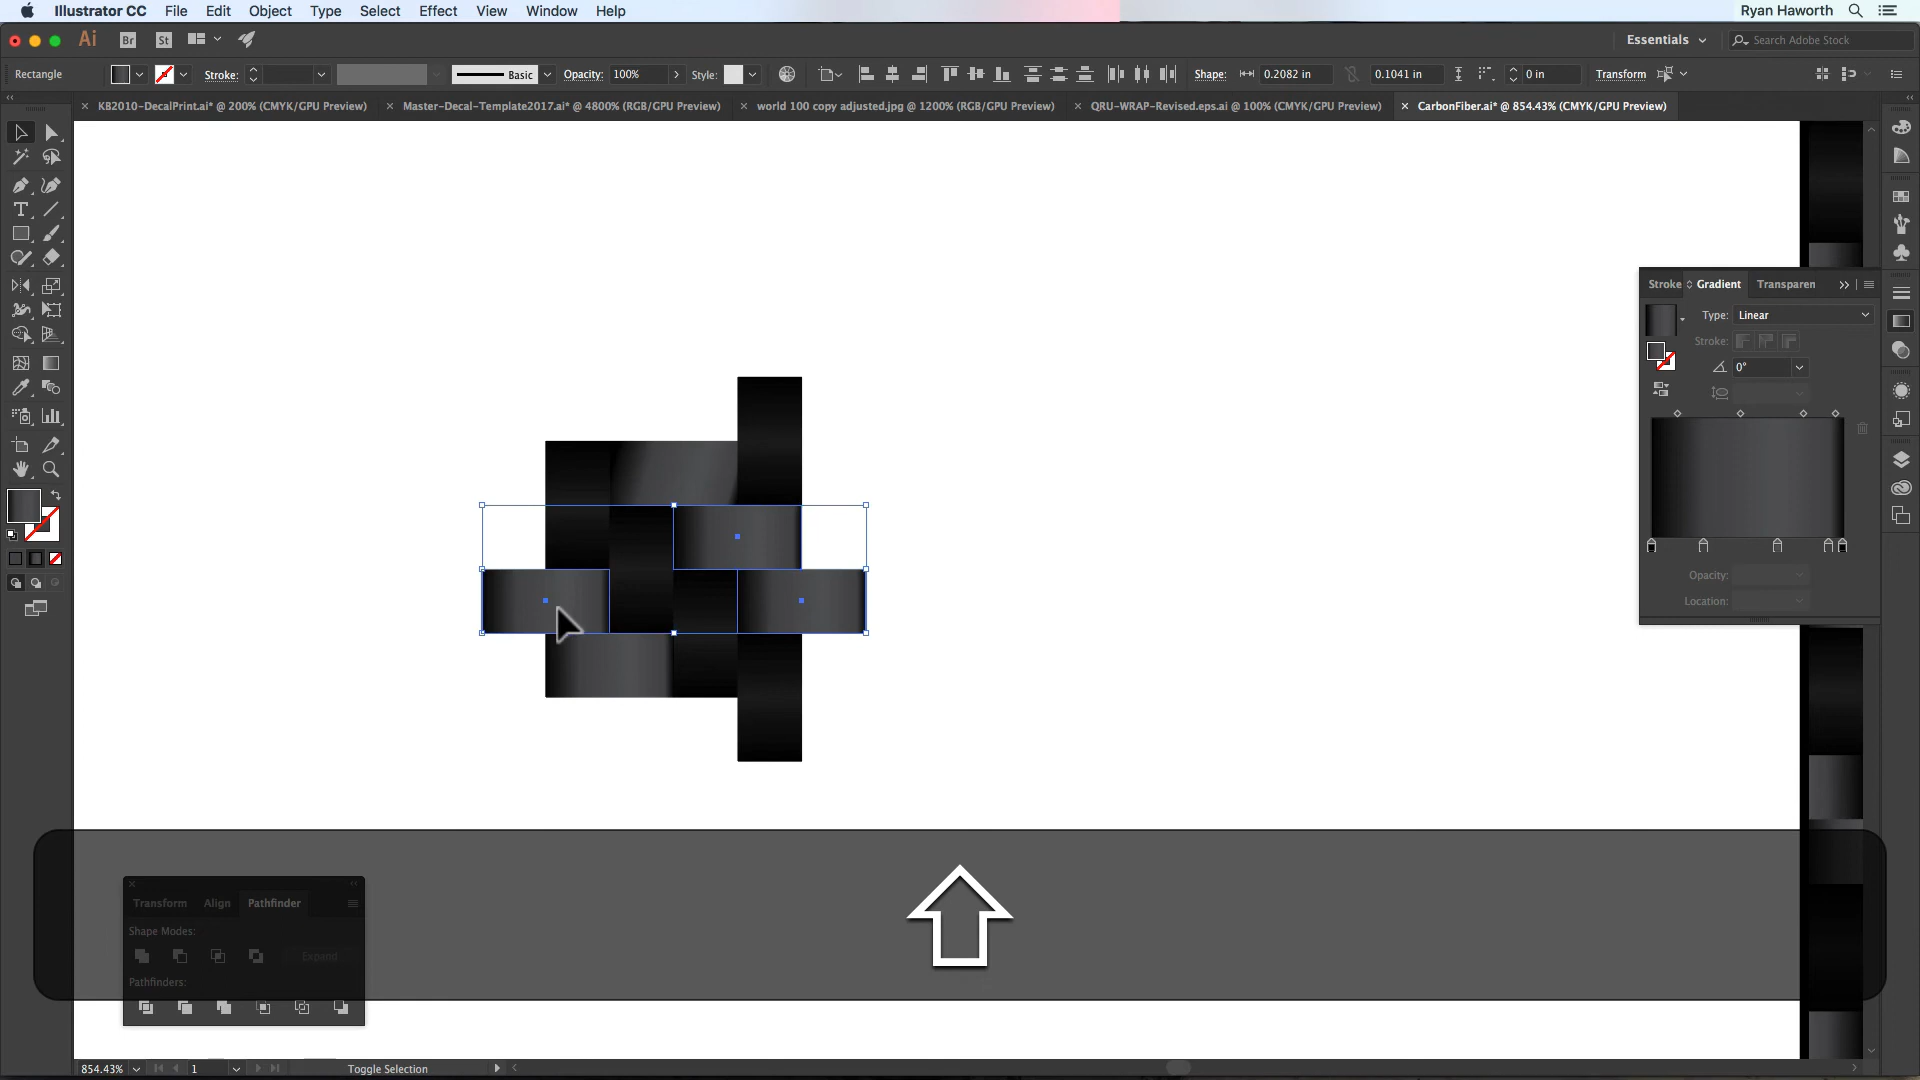 Illustrator CC File Edit Object Type Select Effect View Window Help Ryan Haworth
Ai Br St Essentials Search Adobe Stock
Rectangle Stroke: Basic Opacity: 100% Style: Shape: 0.2082 in 0.1041 in 0 in Transform
KB2010-DecalPrint.ai* @ 200% (CMYK/GPU Preview) Master-Decal-Template2017.ai* @ 4800% (RGB/GPU Preview) world 100 copy adjusted.jpg @ 1200% (RGB/GPU Preview) QRU-WRAP-Revised.eps.ai @ 100% (CMYK/GPU Preview) CarbonFiber.ai* @ 854.43% (CMYK/GPU Preview)
Stroke Gradient Transparen
Type: Linear
Stroke:
0°
Opacity:
Location:
Transform Align Pathfinder
Shape Modes:
Expand
Pathfinders:
854.43% 1 Toggle Selection